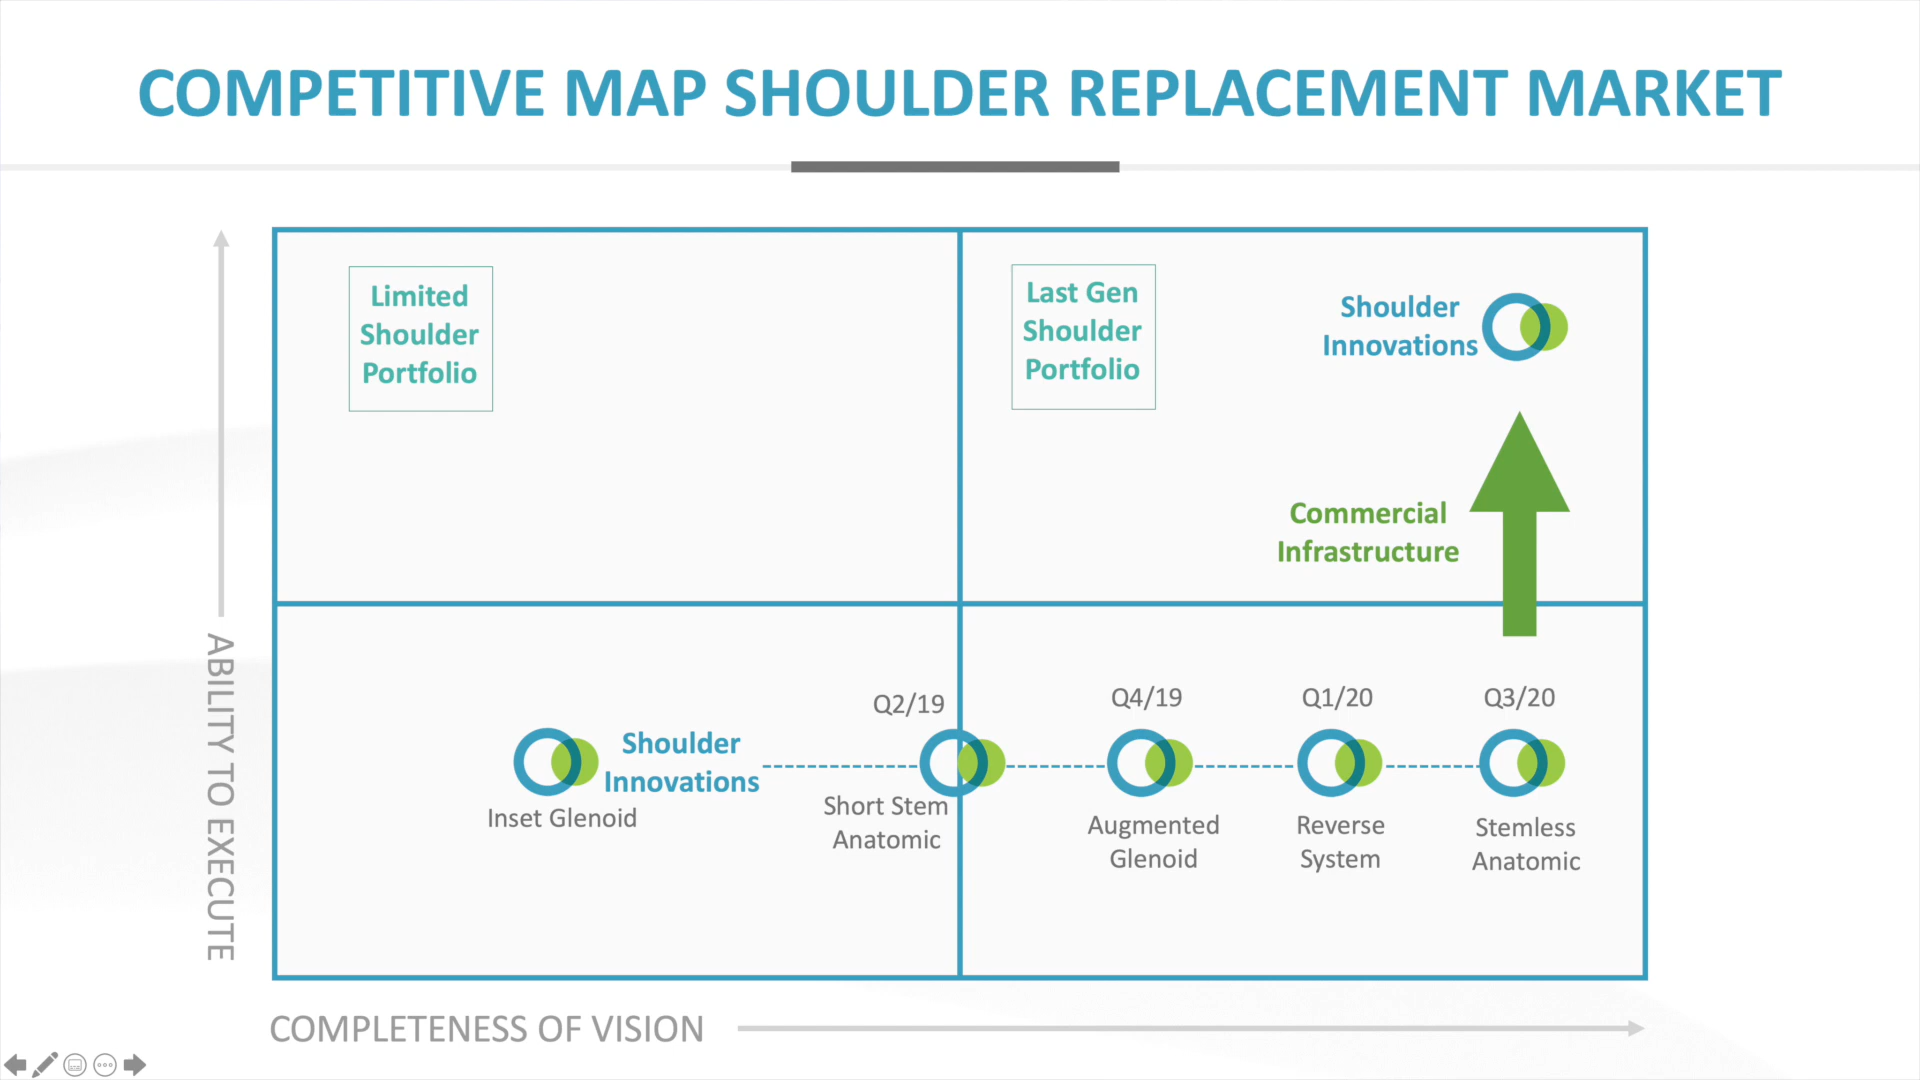 COMPETITIVE MAP SHOULDER REPLACEMENT MARKET
Limited
Shoulder
Portfolio
Last Gen
Shoulder
Portfolio
Shoulder
Innovations
Commercial
Infrastructure
ABILITY TO EXECUTE
Q2/19
Q4/19
Q1/20
Q3/20
Shoulder
Innovations
Inset Glenoid
Short Stem
Anatomic
Augmented
Glenoid
Reverse
System
Stemless
Anatomic
COMPLETENESS OF VISION